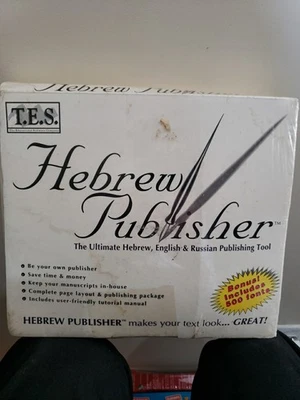 T.E.S.
Hebrew
Publisher™
The Ultimate Hebrew, English & Russian Publishing Tool
• Be your own publisher
• Save time & money
• Keep your manuscripts in-house
• Complete page layout & publishing package
• Includes user-friendly tutorial manual
Bonus!
Includes
500 fonts
HEBREW PUBLISHER™ makes your text look... GREAT!